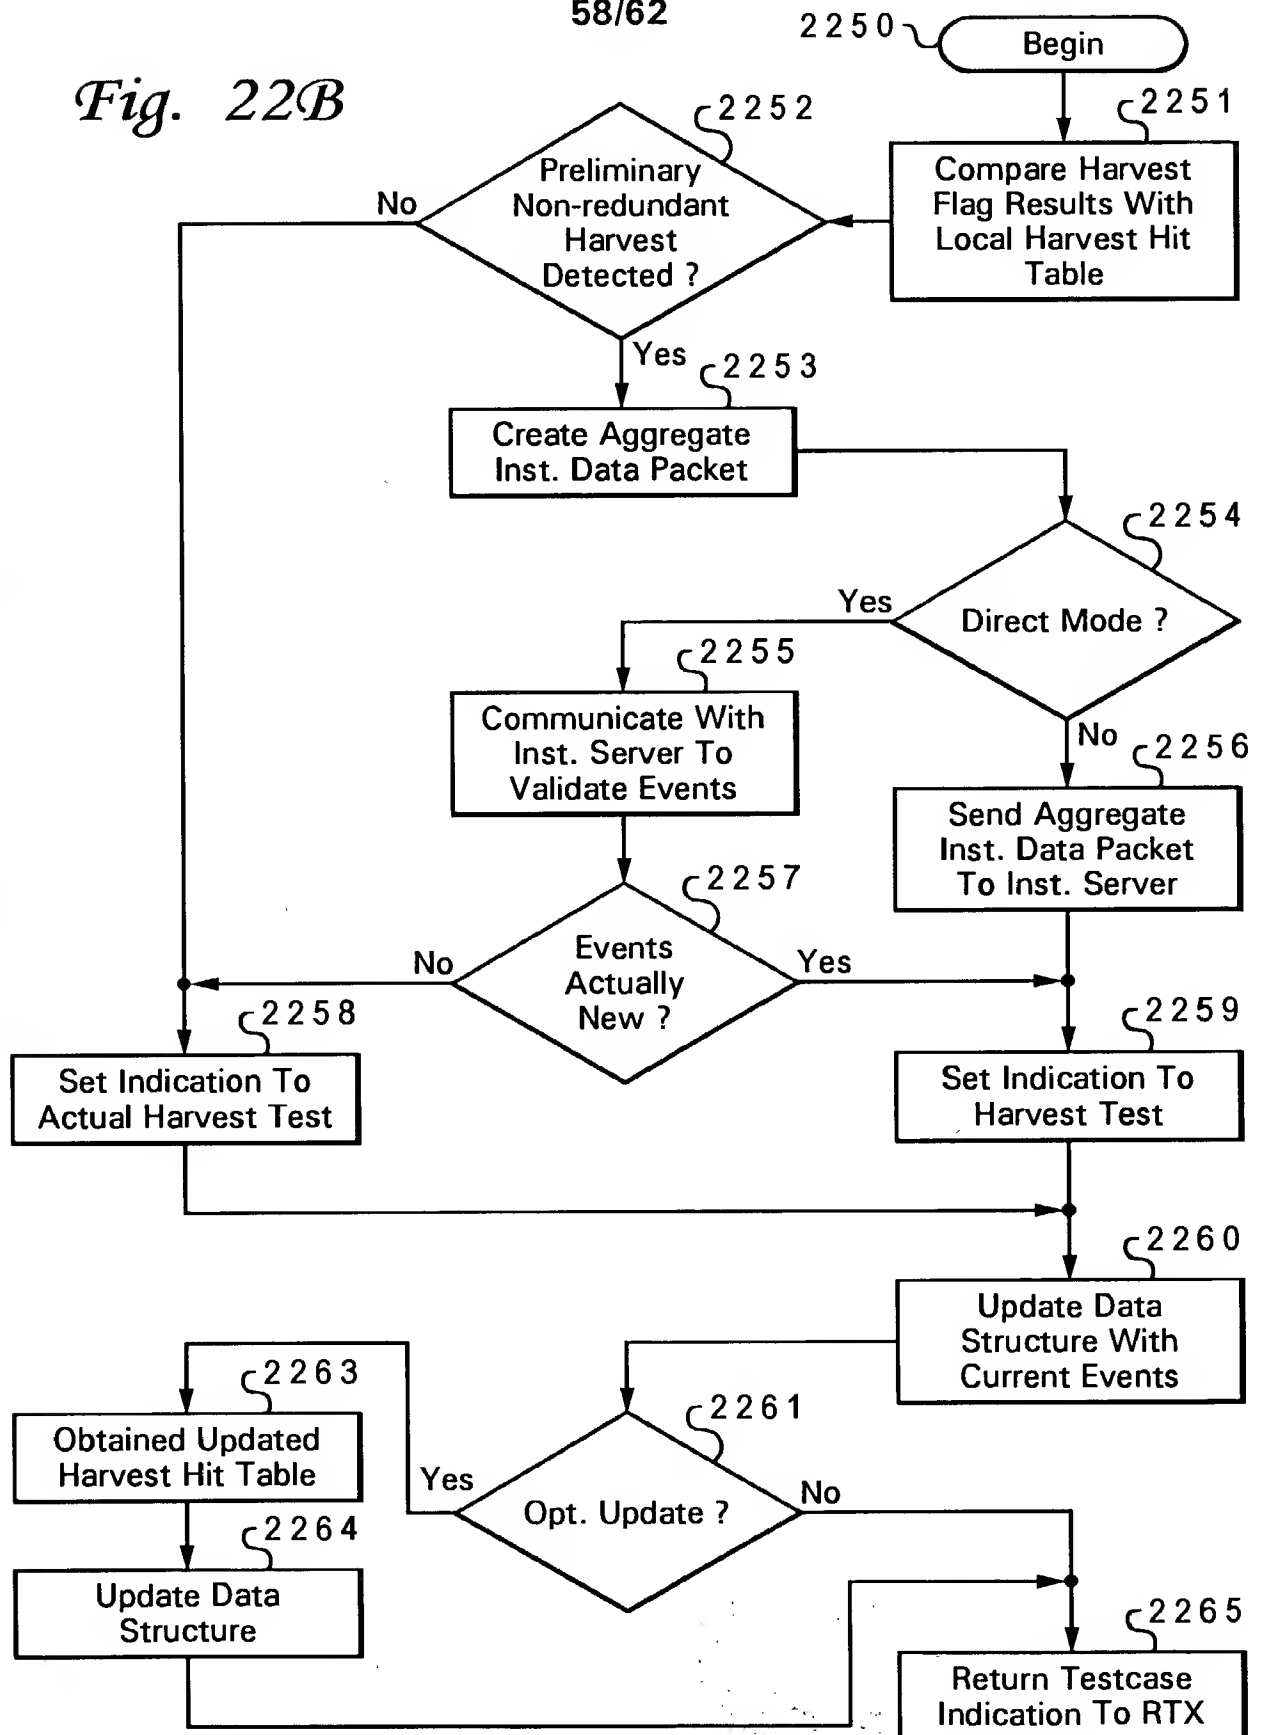 58/62
Fig. 22B
2250
Begin
2251
Compare Harvest
Flag Results With
Local Harvest Hit
Table
2252
Preliminary
Non-redundant
Harvest
Detected ?
No
Yes
2253
Create Aggregate
Inst. Data Packet
2254
Direct Mode ?
Yes
No
2255
Communicate With
Inst. Server To
Validate Events
2256
Send Aggregate
Inst. Data Packet
To Inst. Server
2257
Events
Actually
New ?
No
Yes
2258
Set Indication To
Actual Harvest Test
2259
Set Indication To
Harvest Test
2260
Update Data
Structure With
Current Events
2261
Opt. Update ?
Yes
No
2263
Obtained Updated
Harvest Hit Table
2264
Update Data
Structure
2265
Return Testcase
Indication To RTX